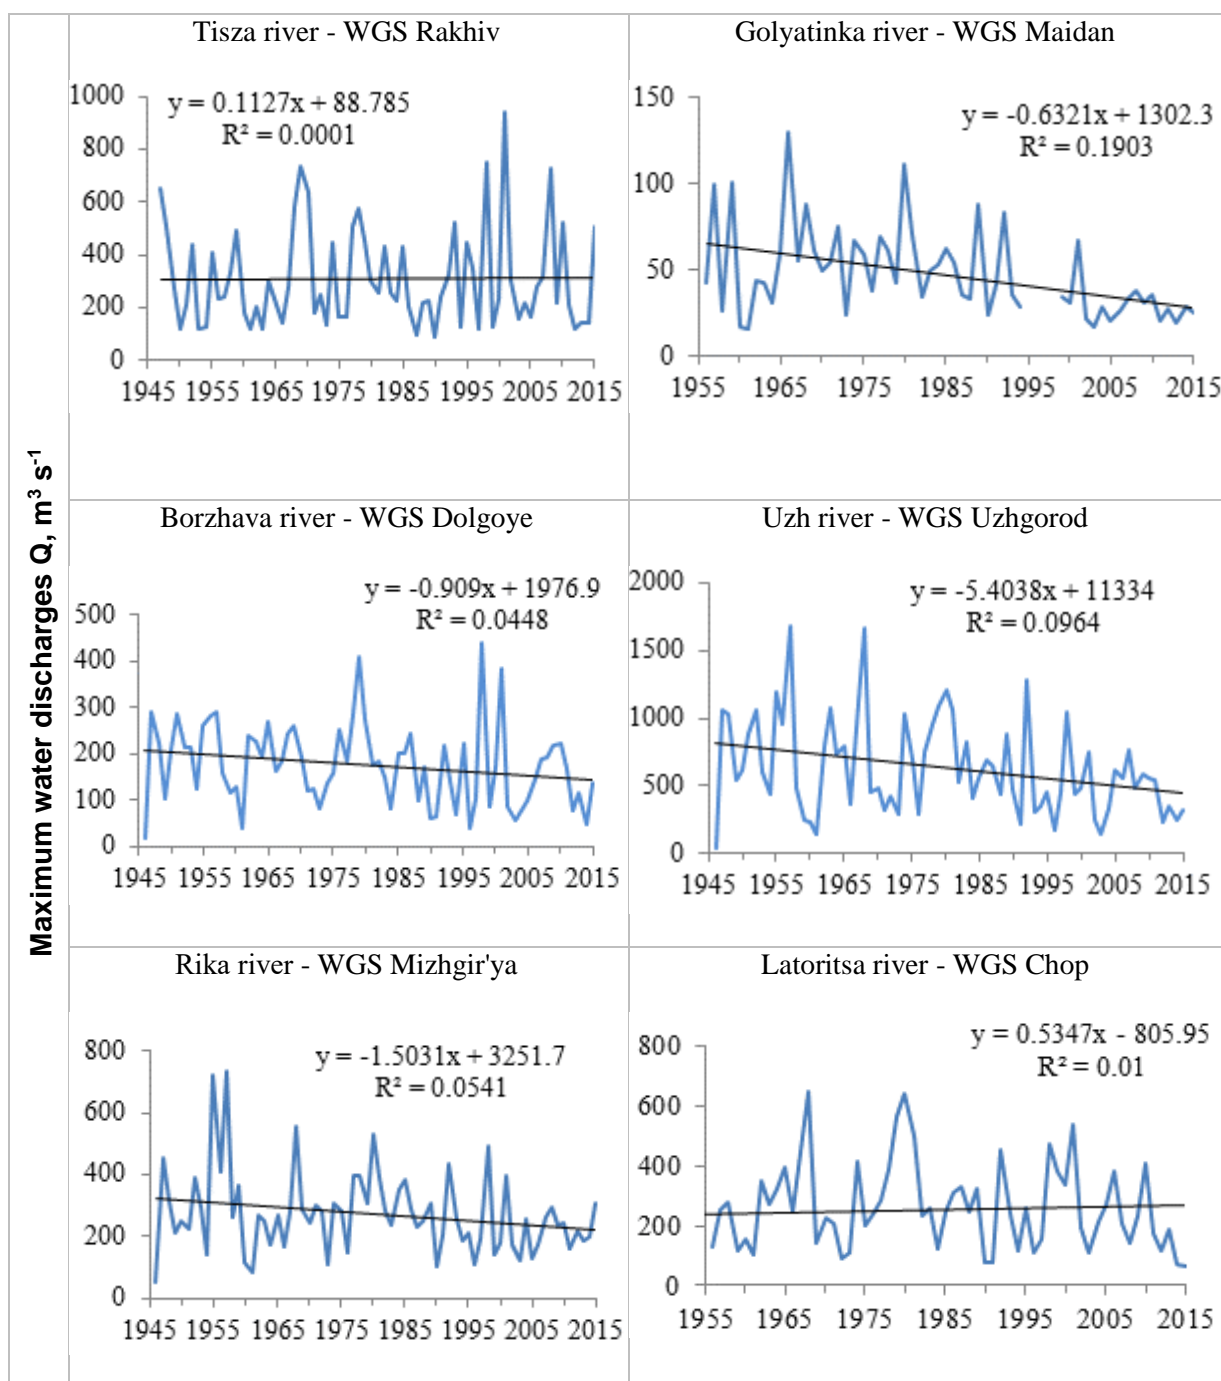 Maximum water discharges Q, m³ s⁻¹
Tisza river - WGS Rakhiv
y = 0.1127x + 88.785
R² = 0.0001
1000
800
600
400
200
0
1945 1955 1965 1975 1985 1995 2005 2015
Golyatinka river - WGS Maidan
y = -0.6321x + 1302.3
R² = 0.1903
150
100
50
0
1955 1965 1975 1985 1995 2005 2015
Borzhava river - WGS Dolgoye
y = -0.909x + 1976.9
R² = 0.0448
500
400
300
200
100
0
1945 1955 1965 1975 1985 1995 2005 2015
Uzh river - WGS Uzhgorod
y = -5.4038x + 11334
R² = 0.0964
2000
1500
1000
500
0
1945 1955 1965 1975 1985 1995 2005 2015
Rika river - WGS Mizhgir'ya
y = -1.5031x + 3251.7
R² = 0.0541
800
600
400
200
0
1945 1955 1965 1975 1985 1995 2005 2015
Latoritsa river - WGS Chop
y = 0.5347x - 805.95
R² = 0.01
800
600
400
200
0
1955 1965 1975 1985 1995 2005 2015